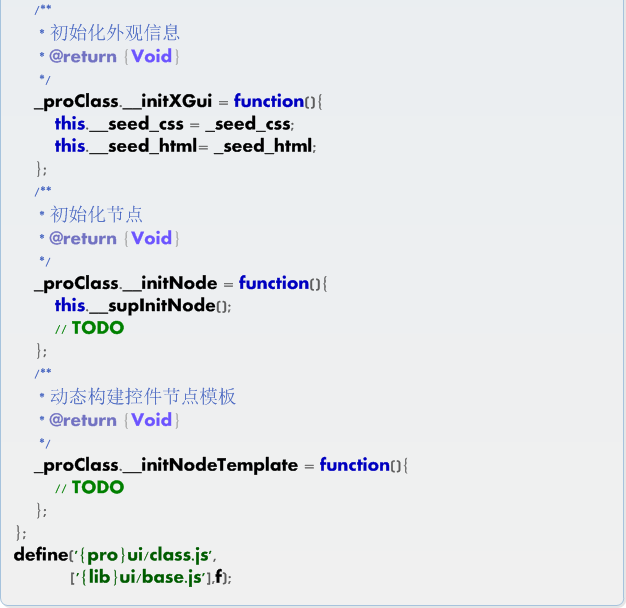 /**
* 初始化外观信息
* @return {Void}
*/
_proClass.__initXGui = function(){
this.__seed_css = _seed_css;
this.__seed_html= _seed_html;
};
/**
* 初始化节点
* @return {Void}
*/
_proClass.__initNode = function(){
this.__supInitNode();
// TODO
};
/**
* 动态构建控件节点模板
* @return {Void}
*/
_proClass.__initNodeTemplate = function(){
// TODO
};
};
define('{pro}ui/class.js',
['{lib}ui/base.js'],f);